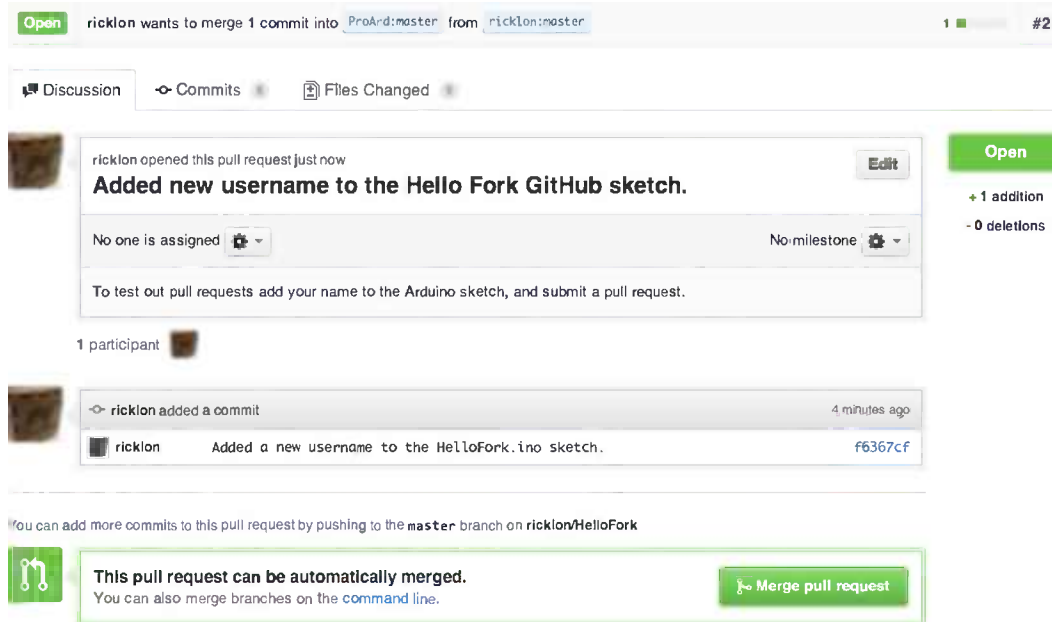 Open ricklon wants to merge 1 commit into ProArd:master from ricklon:master 1 #2
Discussion Commits Files Changed
ricklon opened this pull request just now
Edit
Added new username to the Hello Fork GitHub sketch.
Open
+ 1 addition
- 0 deletions
No one is assigned No milestone
To test out pull requests add your name to the Arduino sketch, and submit a pull request.
1 participant
ricklon added a commit 4 minutes ago
ricklon Added a new username to the HelloFork.ino sketch. f6367cf
You can add more commits to this pull request by pushing to the master branch on ricklon/HelloFork
This pull request can be automatically merged.
You can also merge branches on the command line.
Merge pull request